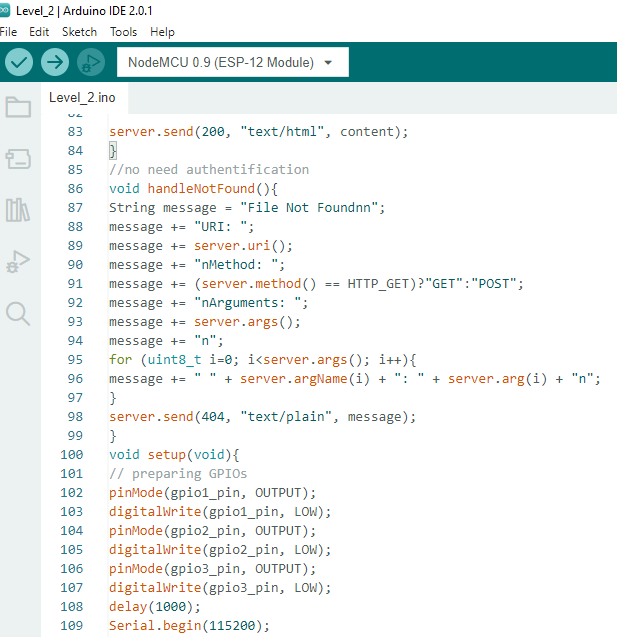 Level_2 | Arduino IDE 2.0.1
File Edit Sketch Tools Help
NodeMCU 0.9 (ESP-12 Module)
Level_2.ino
82
83 server.send(200, "text/html", content);
84 }
85 //no need authentification
86 void handleNotFound(){
87 String message = "File Not Foundnn";
88 message += "URI: ";
89 message += server.uri();
90 message += "nMethod: ";
91 message += (server.method() == HTTP_GET)?"GET":"POST";
92 message += "nArguments: ";
93 message += server.args();
94 message += "n";
95 for (uint8_t i=0; i<server.args(); i++){
96 message += " " + server.argName(i) + ": " + server.arg(i) + "n";
97 }
98 server.send(404, "text/plain", message);
99 }
100 void setup(void){
101 // preparing GPIOs
102 pinMode(gpio1_pin, OUTPUT);
103 digitalWrite(gpio1_pin, LOW);
104 pinMode(gpio2_pin, OUTPUT);
105 digitalWrite(gpio2_pin, LOW);
106 pinMode(gpio3_pin, OUTPUT);
107 digitalWrite(gpio3_pin, LOW);
108 delay(1000);
109 Serial.begin(115200);